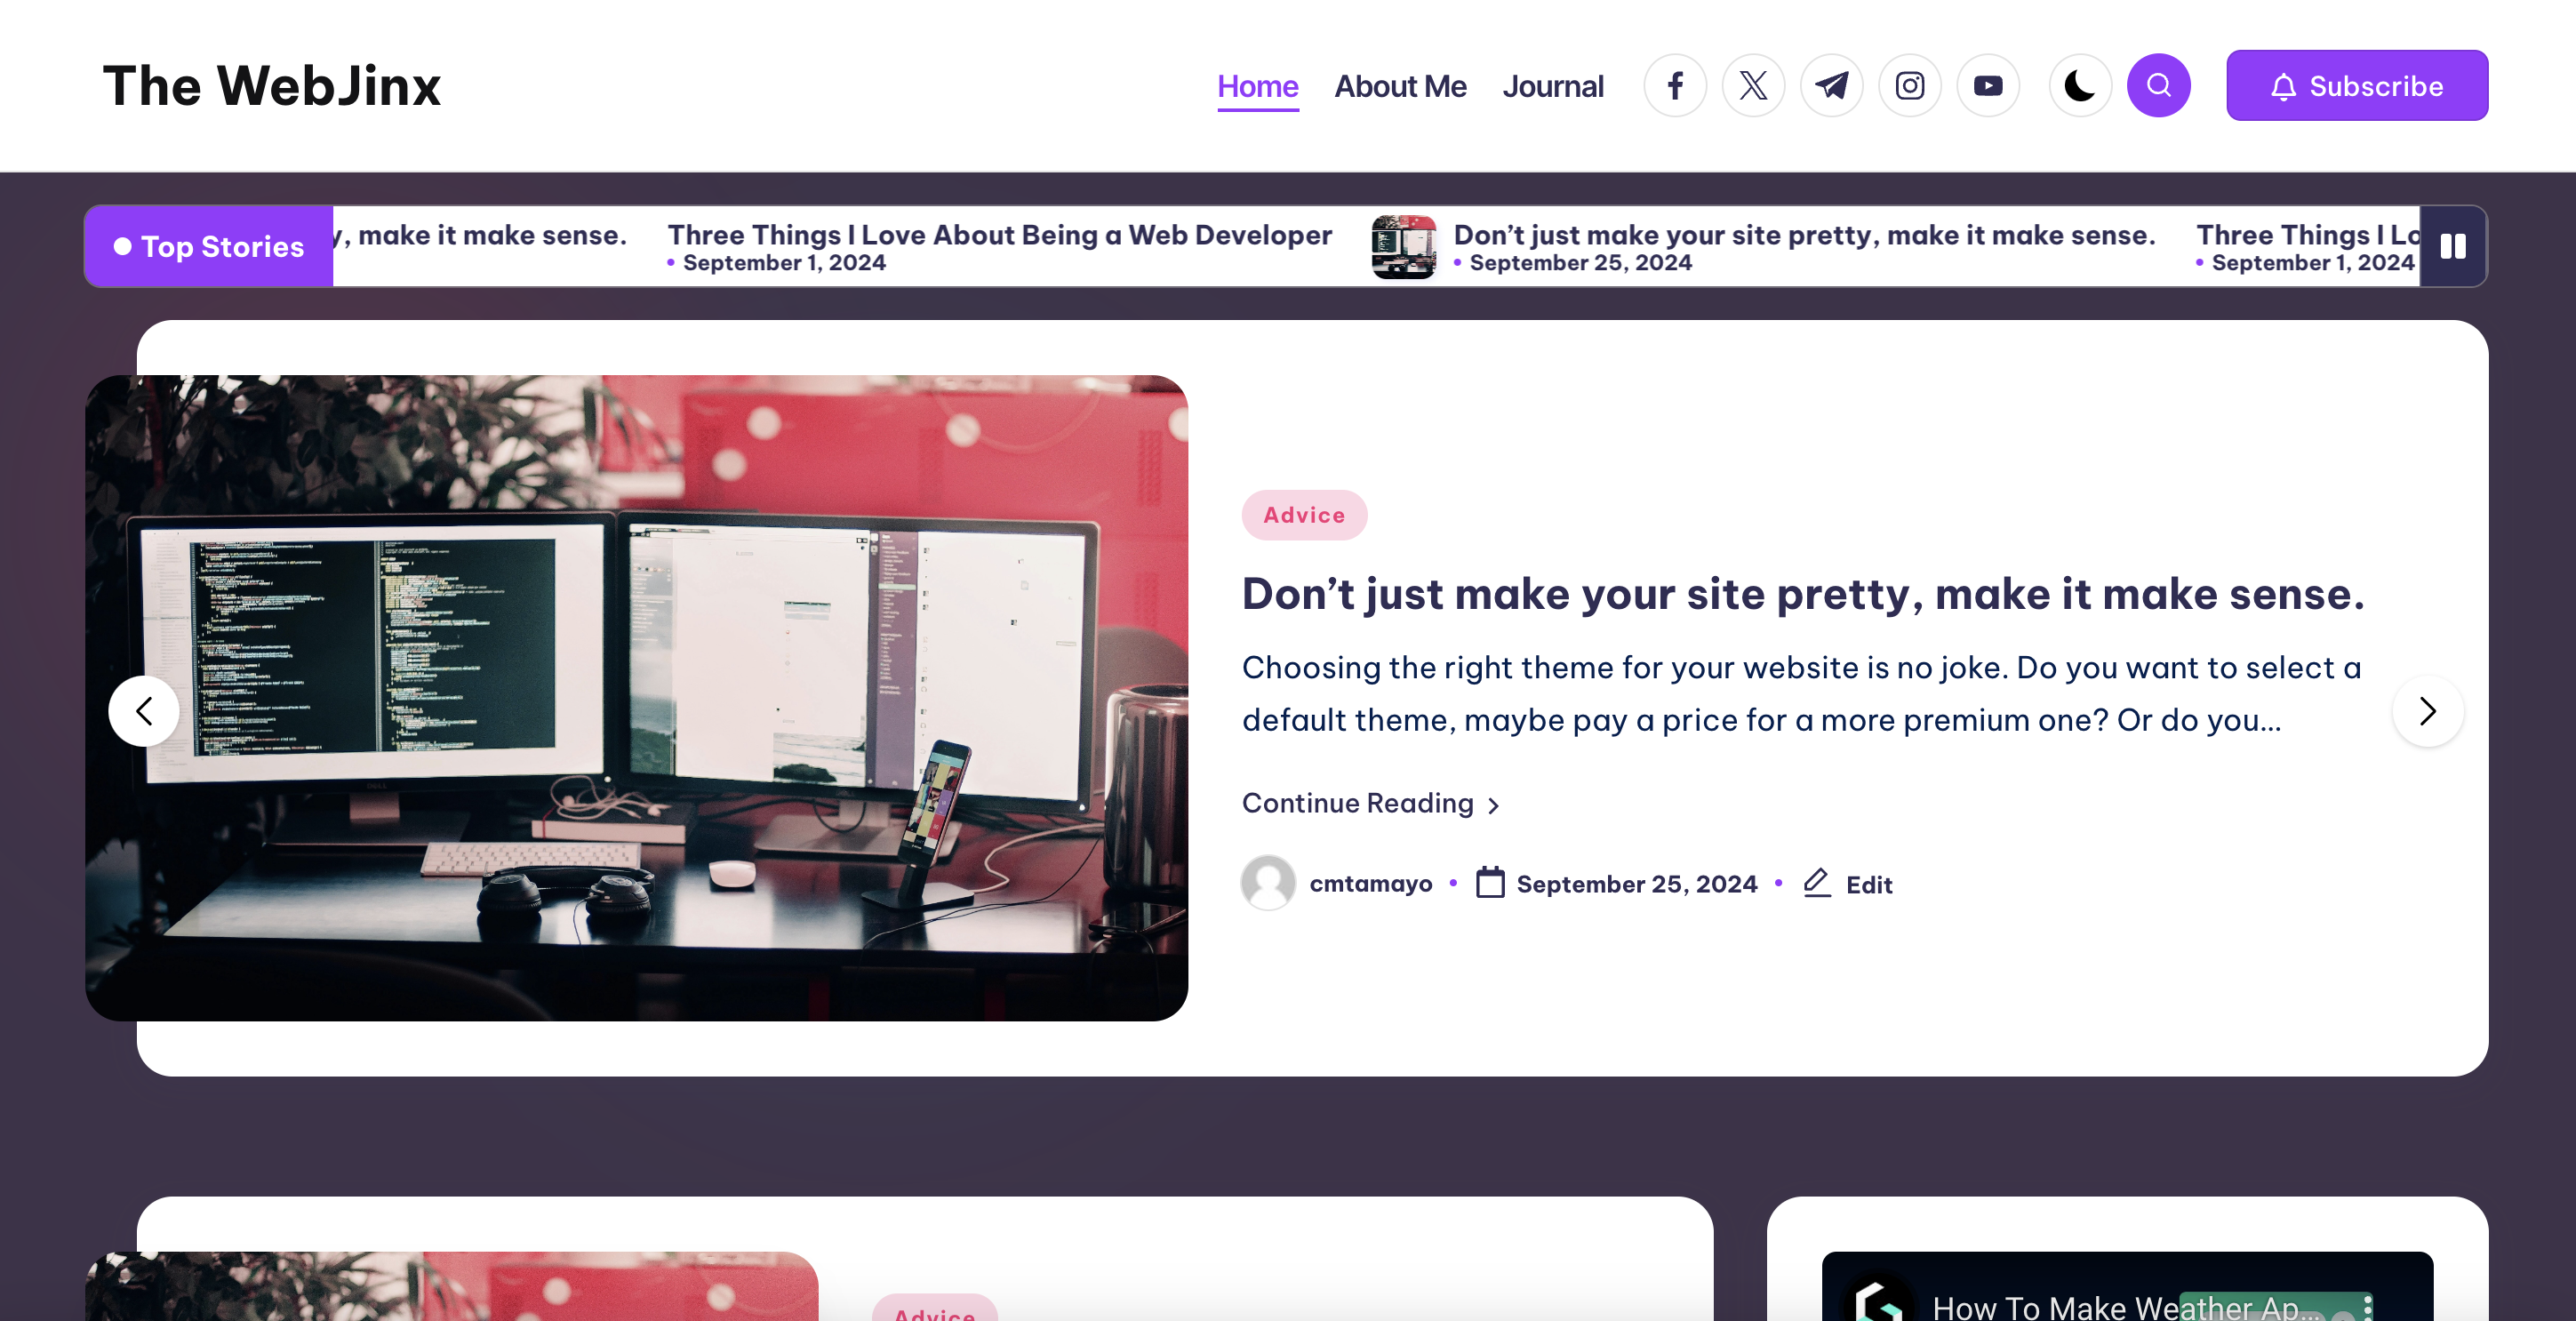 The WebJinx
Home About Me Journal Subscribe
Top Stories
y, make it make sense.
Three Things I Love About Being a Web Developer
September 1, 2024
Don’t just make your site pretty, make it make sense.
September 25, 2024
Three Things I Lo
September 1, 2024
Advice
Don’t just make your site pretty, make it make sense.
Choosing the right theme for your website is no joke. Do you want to select a
default theme, maybe pay a price for a more premium one? Or do you...
Continue Reading
cmtamayo • September 25, 2024 • Edit
Advice
How To Make Weather Ap...